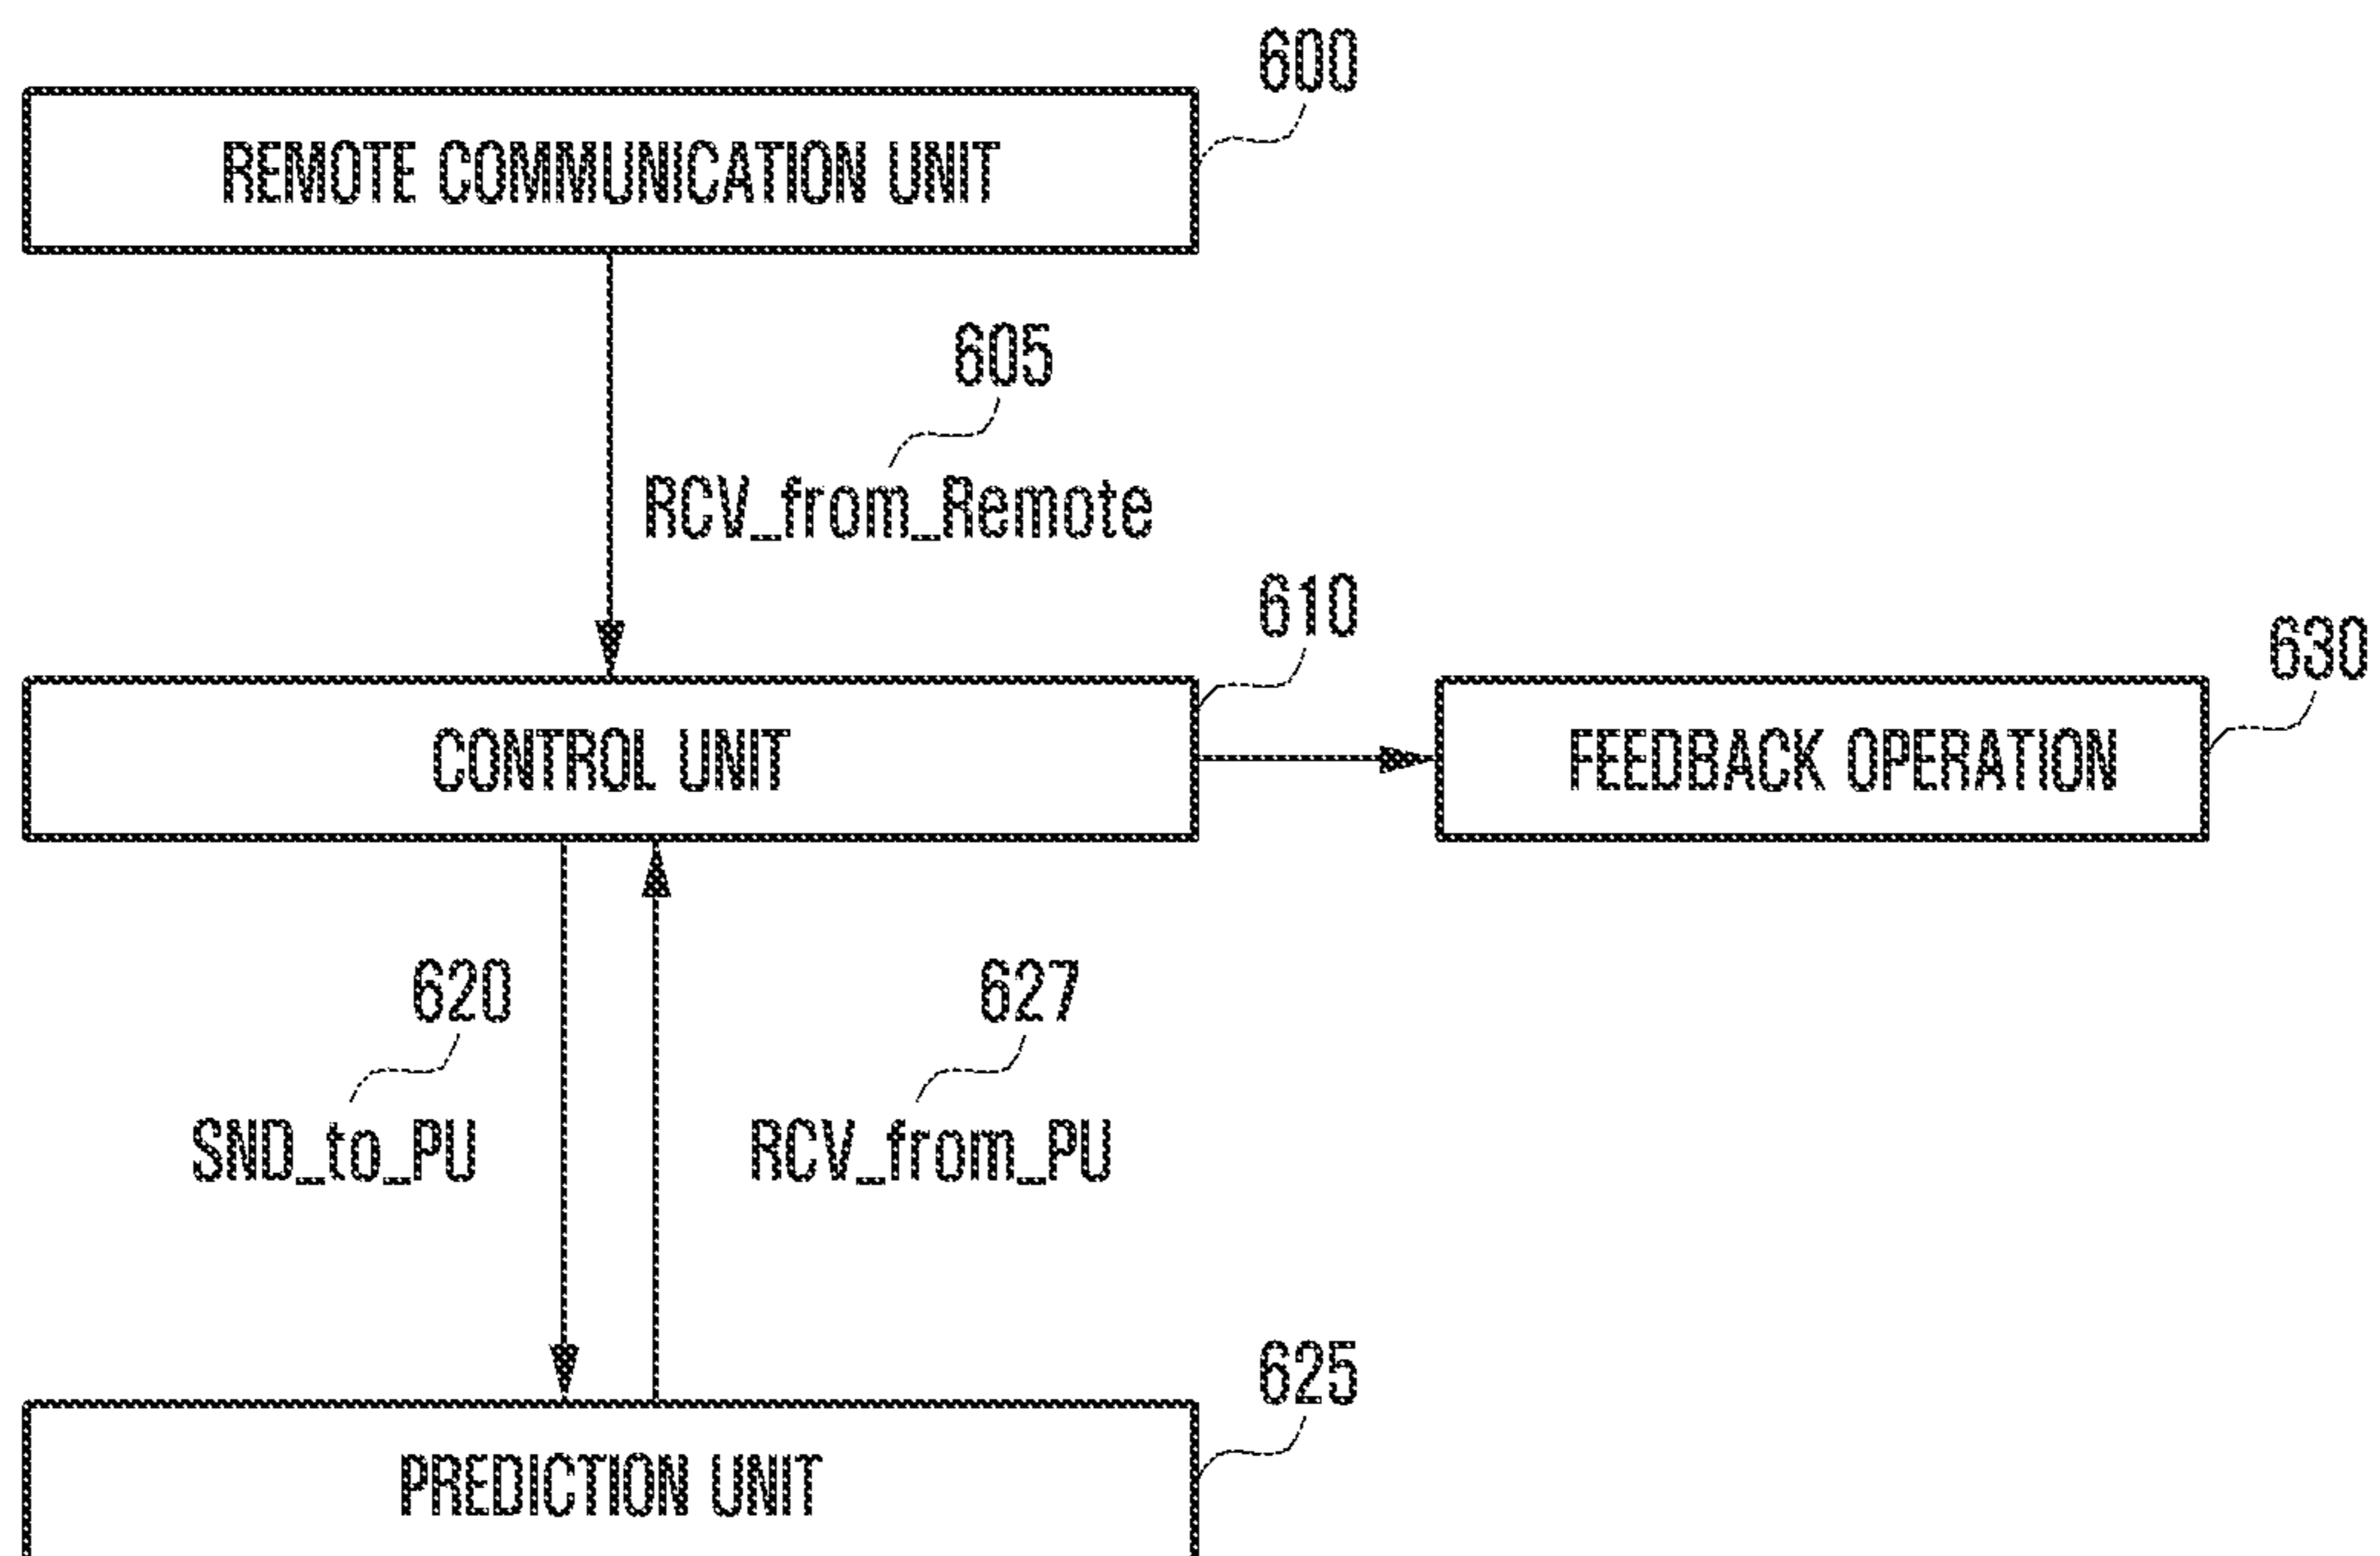 600
REMOTE COMMUNICATION UNIT
605
RCV_from_Remote
610
630
CONTROL UNIT
FEEDBACK OPERATION
620
627
SND_to_PU
RCV_from_PU
625
PREDICTION UNIT